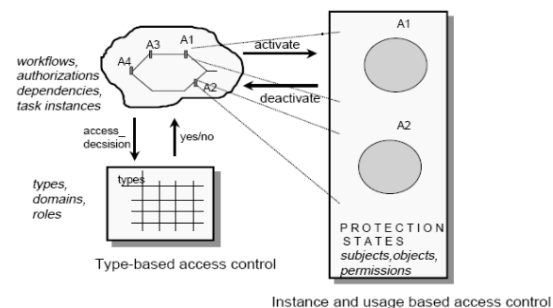 A1
A3
A1
activate
workflows,
authorizations
dependencies,
task instances
A4
A2
deactivate
access_
decsision
yes/no
A2
types
types,
domains,
roles
PROTECTION
STATES
subjects,objects,
permissions
Type-based access control
Instance and usage based access control